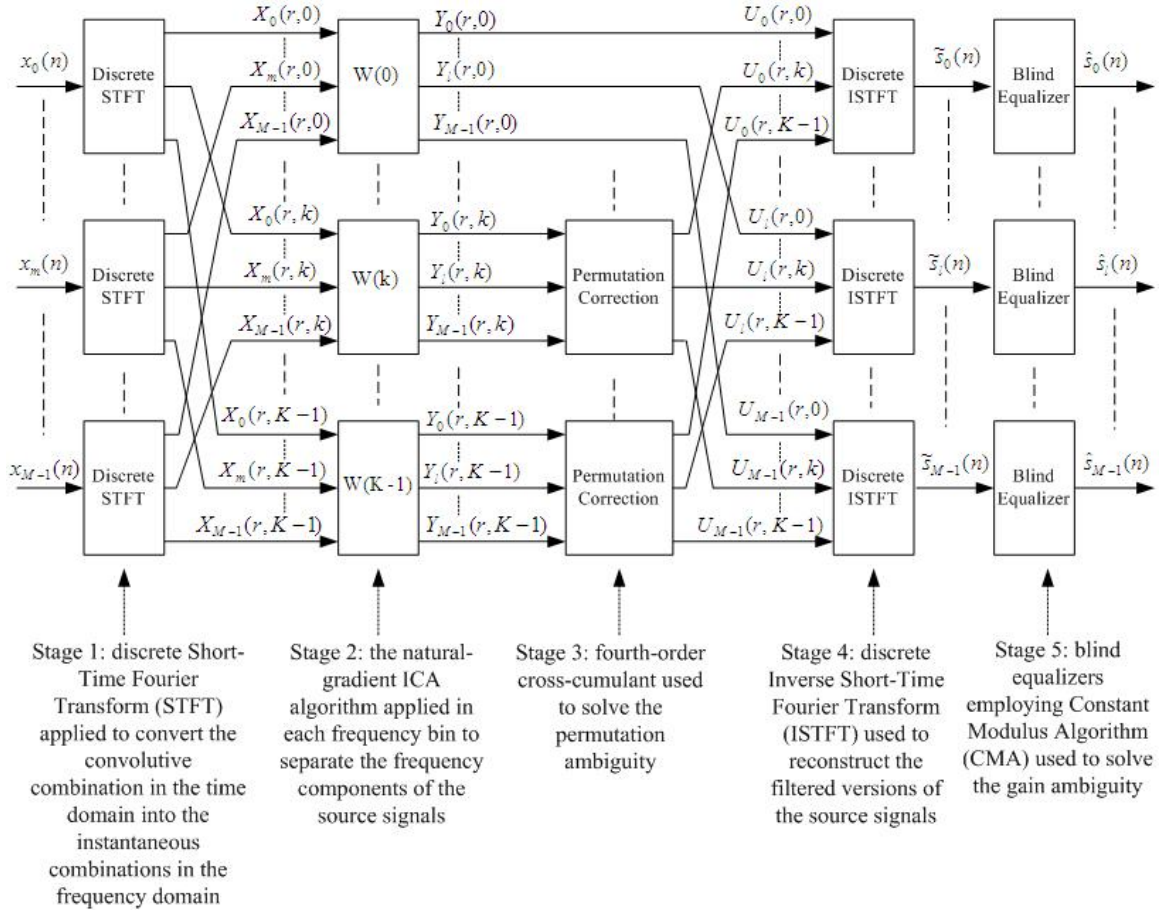 X_0(r,0)
Y_0(r,0)
U_0(r,0)
x_0(n)
Discrete
STFT
X_m(r,0)
W(0)
Y_i(r,0)
U_0(r,k)
Discrete
ISTFT
s̃_0(n)
Blind
Equalizer
ŝ_0(n)
X_{M-1}(r,0)
Y_{M-1}(r,0)
U_0(r,K-1)
X_0(r,k)
Y_0(r,k)
U_i(r,0)
x_m(n)
Discrete
STFT
X_m(r,k)
W(k)
Y_i(r,k)
Permutation
Correction
U_i(r,k)
Discrete
ISTFT
s̃_i(n)
Blind
Equalizer
ŝ_i(n)
X_{M-1}(r,k)
Y_{M-1}(r,k)
U_i(r,K-1)
X_0(r,K-1)
Y_0(r,K-1)
U_{M-1}(r,0)
x_{M-1}(n)
Discrete
STFT
X_m(r,K-1)
W(K-1)
Y_i(r,K-1)
Permutation
Correction
U_{M-1}(r,k)
Discrete
ISTFT
s̃_{M-1}(n)
Blind
Equalizer
ŝ_{M-1}(n)
X_{M-1}(r,K-1)
Y_{M-1}(r,K-1)
U_{M-1}(r,K-1)
Stage 1: discrete Short-
Time Fourier
Transform (STFT)
applied to convert the
convolutive
combination in the time
domain into the
instantaneous
combinations in the
frequency domain
Stage 2: the natural-
gradient ICA
algorithm applied in
each frequency bin to
separate the frequency
components of the
source signals
Stage 3: fourth-order
cross-cumulant used
to solve the
permutation
ambiguity
Stage 4: discrete
Inverse Short-Time
Fourier Transform
(ISTFT) used to
reconstruct the
filtered versions of
the source signals
Stage 5: blind
equalizers
employing Constant
Modulus Algorithm
(CMA) used to solve
the gain ambiguity